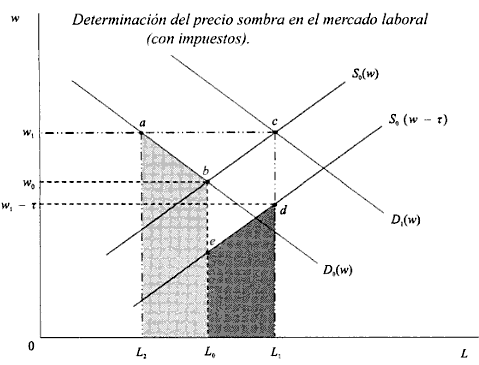 Determinación del precio sombra en el mercado laboral
(con impuestos).
w
S₀(w)
a
c
w₁
S₀ (w − τ)
b
w₀
w₁ − τ
d
D₁(w)
e
D₀(w)
0
L₂
L₀
L₁
L